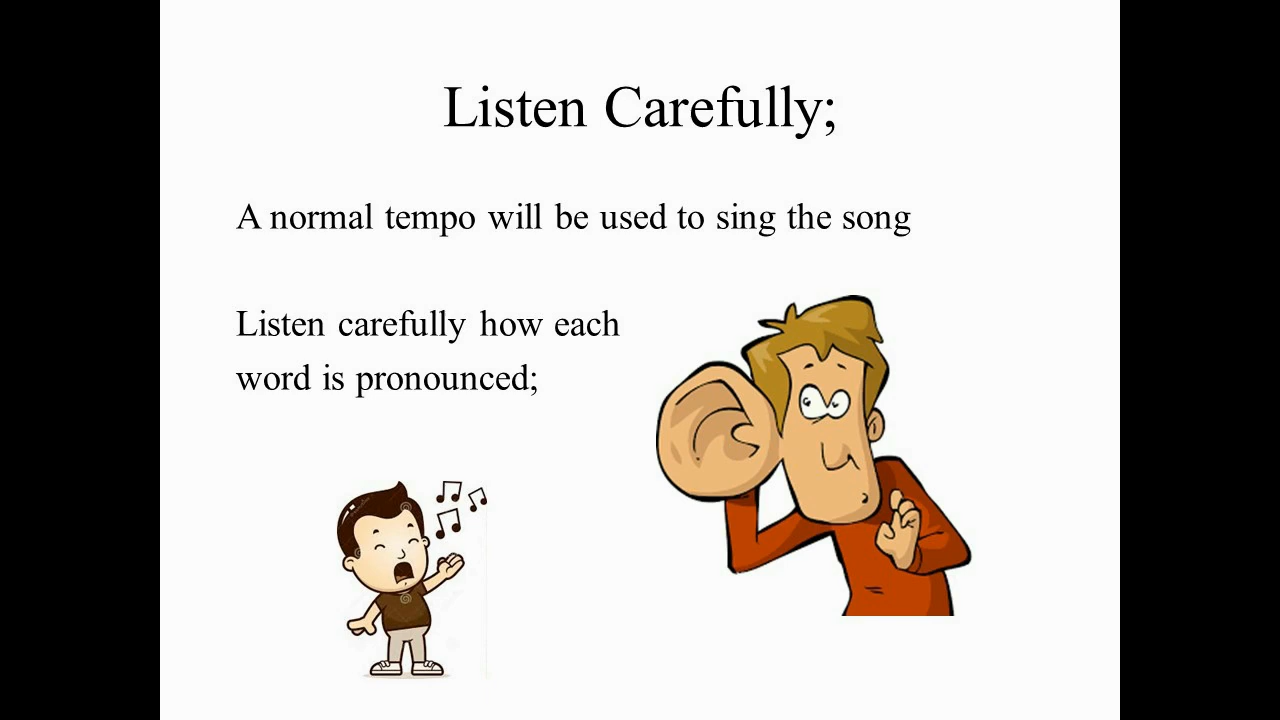 Listen Carefully;
A normal tempo will be used to sing the song
Listen carefully how each
word is pronounced;